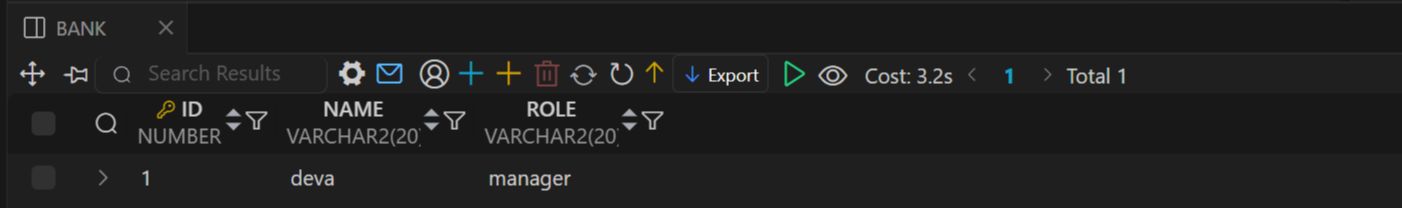 BANK
Search Results Export Cost: 3.2s 1 Total 1
ID NAME ROLE
NUMBER VARCHAR2(20) VARCHAR2(20)
1 deva manager